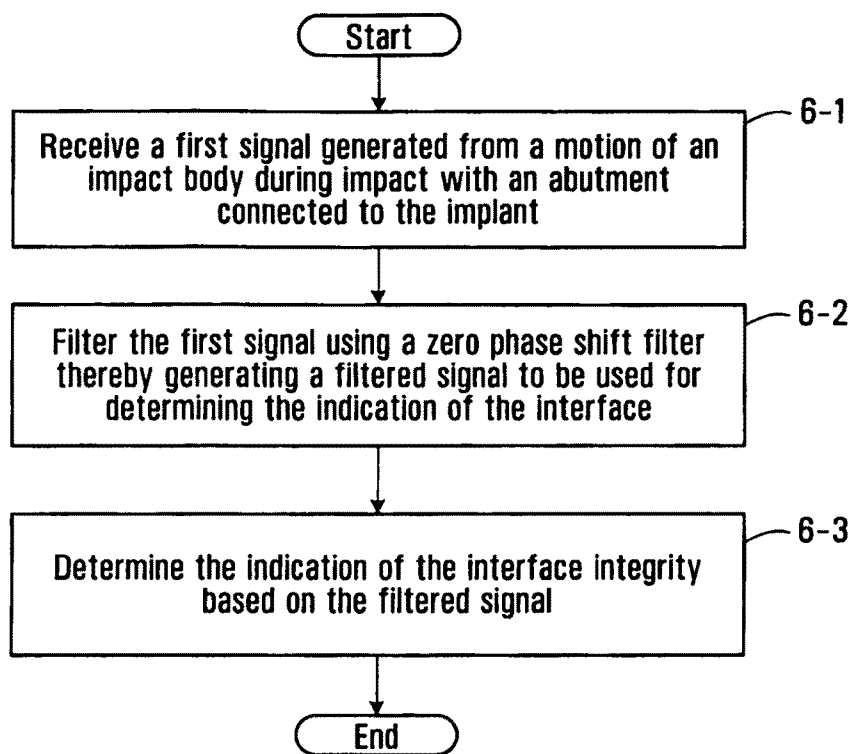 Start
6-1
Receive a first signal generated from a motion of an
impact body during impact with an abutment
connected to the implant
6-2
Filter the first signal using a zero phase shift filter
thereby generating a filtered signal to be used for
determining the indication of the interface
6-3
Determine the indication of the interface integrity
based on the filtered signal
End